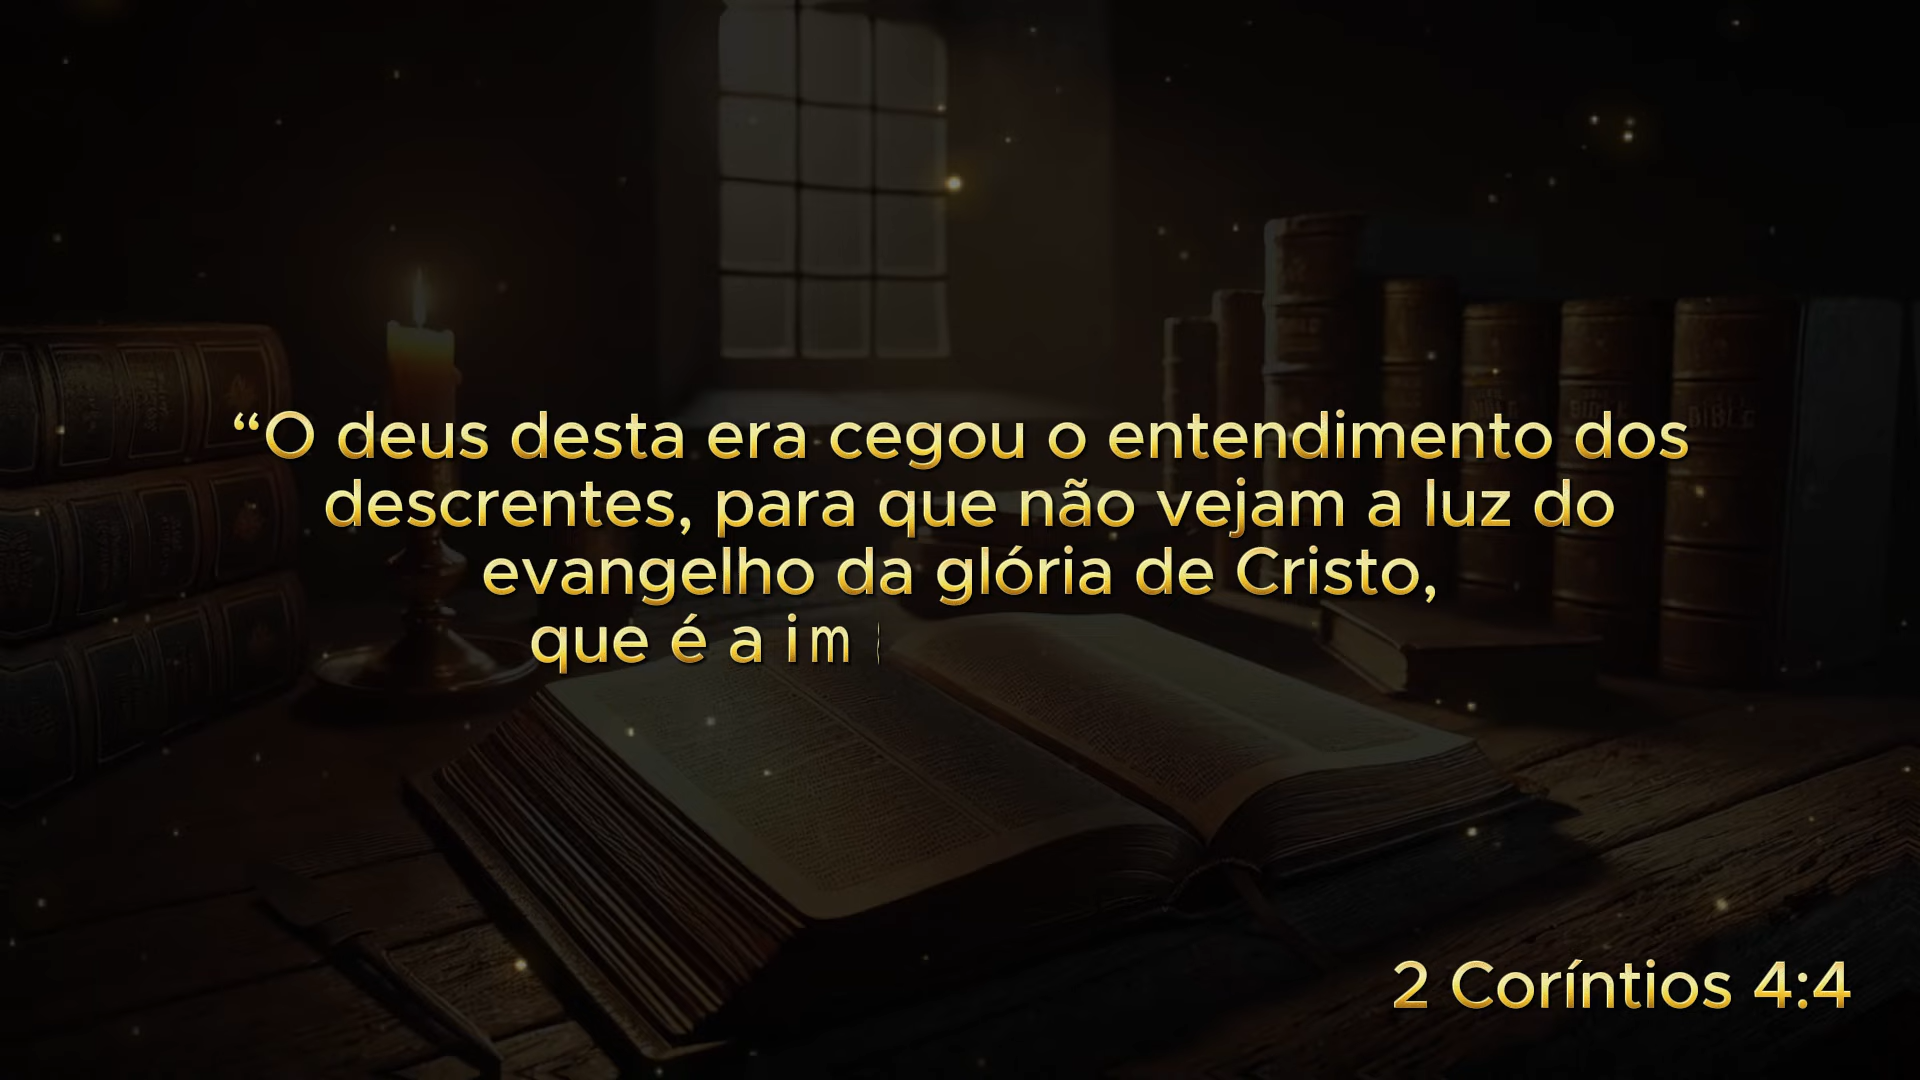 “O deus desta era cegou o entendimento dos
descrentes, para que não vejam a luz do
evangelho da glória de Cristo,
que é a im
BIBLE
2 Coríntios 4:4